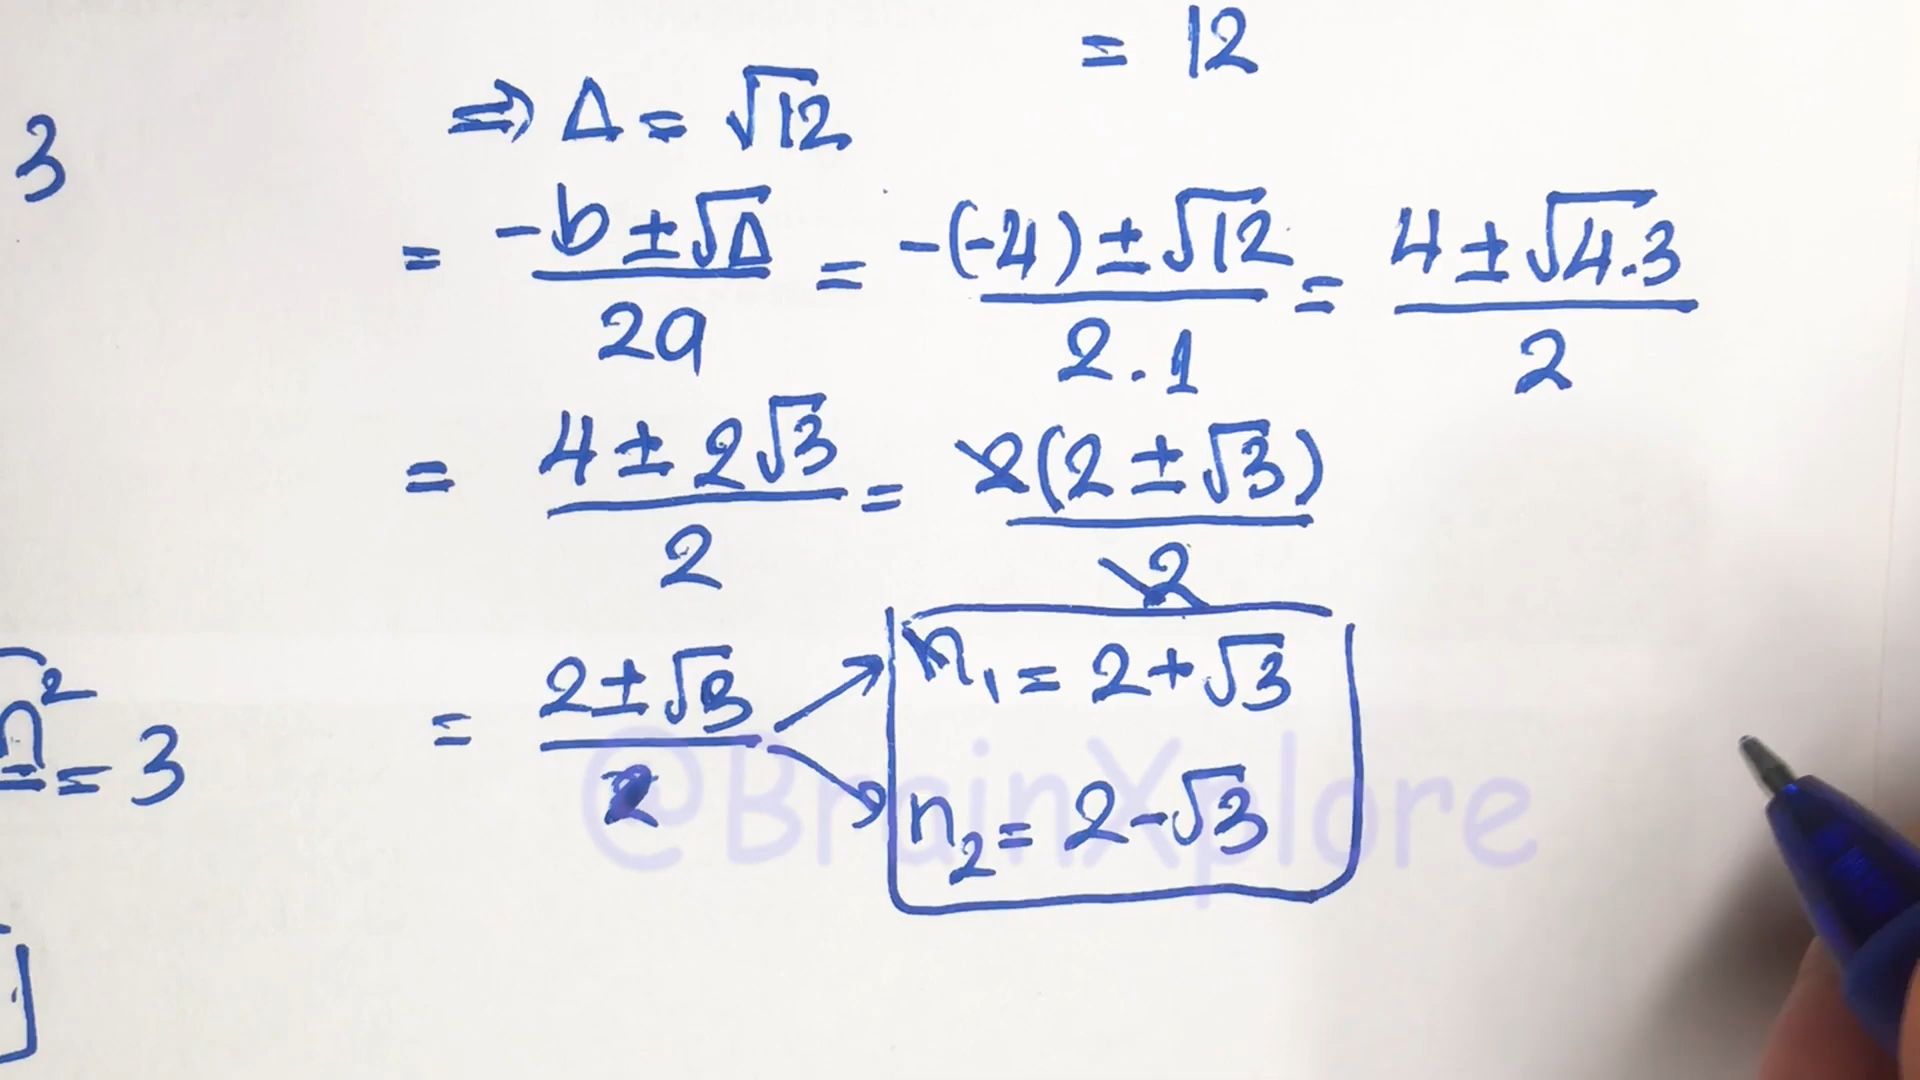 = 12
3
⇒ Δ = √12
= (-b ± √Δ)/(2a) = (-(-4) ± √12)/(2 . 1) = (4 ± √(4.3))/2
= (4 ± 2√3)/2 = 2(2 ± √3)/2
n₁ = 2 + √3
2 = 3
= (2 ± √3)/2
n₂ = 2 - √3
@BrainXplore